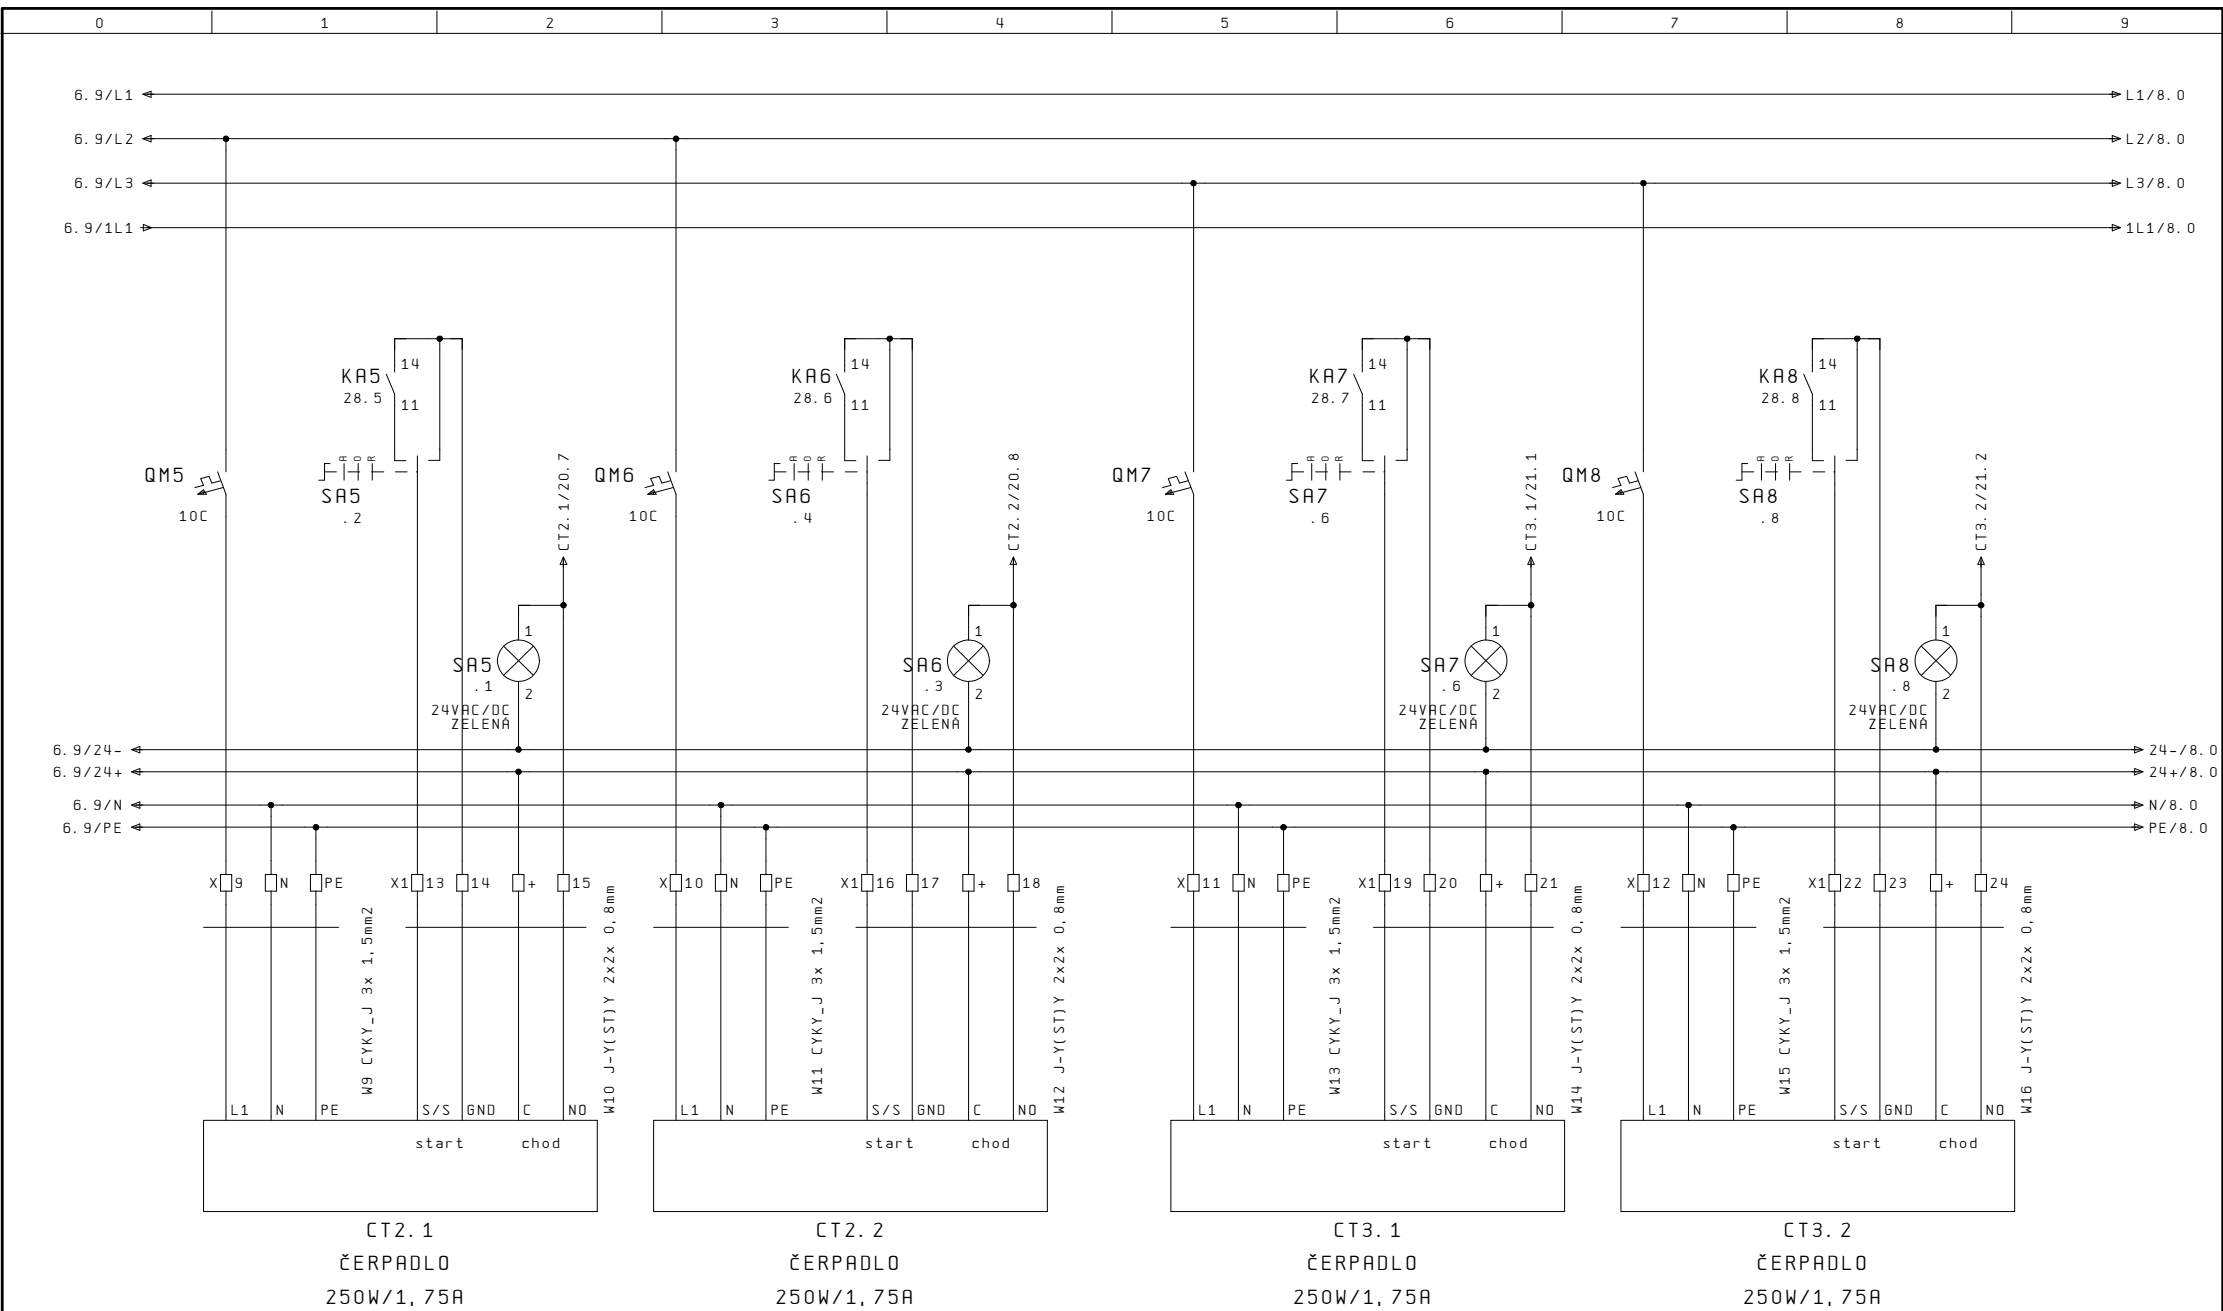 0 1 2 3 4 5 6 7 8 9
6.9/L1 L1/8.0
6.9/L2 L2/8.0
6.9/L3 L3/8.0
6.9/1L1 1L1/8.0
14 14 14 14
KA5 KA6 KA7 KA8
28.5 28.6 28.7 28.8
11 11 11 11
A O R A O R A O R A O R
QM5 QM6 QM7 QM8
SA5 SA6 SA7 SA8
10C .2 10C .4 10C .6 10C .8
CT2.1/20.7
CT2.2/20.8
CT3.1/21.1
CT3.2/21.2
1 1 1 1
SA5 SA6 SA7 SA8
.1 2 .3 2 .6 2 .8 2
24VAC/DC 24VAC/DC 24VAC/DC 24VAC/DC
ZELENÁ ZELENÁ ZELENÁ ZELENÁ
6.9/24- 24-/8.0
6.9/24+ 24+/8.0
6.9/N N/8.0
6.9/PE PE/8.0
X 9 N PE X1 13 14 + 15 X 10 N PE X1 16 17 + 18 X 11 N PE X1 19 20 + 21 X 12 N PE X1 22 23 + 24
W9 CYKY_J 3x 1,5mm2
W10 J-Y(ST)Y 2x2x 0,8mm
W11 CYKY_J 3x 1,5mm2
W12 J-Y(ST)Y 2x2x 0,8mm
W13 CYKY_J 3x 1,5mm2
W14 J-Y(ST)Y 2x2x 0,8mm
W15 CYKY_J 3x 1,5mm2
W16 J-Y(ST)Y 2x2x 0,8mm
L1 N PE S/S GND C NO L1 N PE S/S GND C NO L1 N PE S/S GND C NO L1 N PE S/S GND C NO
start chod start chod start chod start chod
CT2.1 CT2.2 CT3.1 CT3.2
ČERPADLO ČERPADLO ČERPADLO ČERPADLO
250W/1,75A 250W/1,75A 250W/1,75A 250W/1,75A